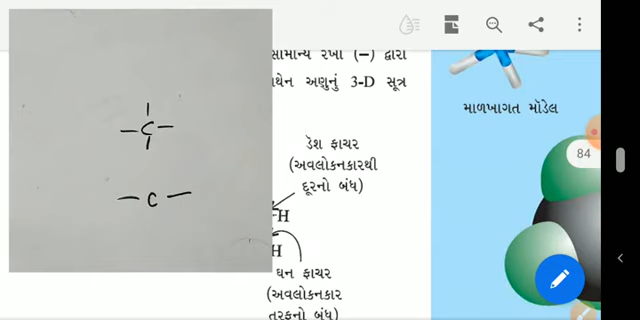 સામાન્ય રેખા (—) દ્વારા
અણુનું 3-D સૂત્ર
માળખાગત મૉડેલ
ડૅશ ફાચર
(અવલોકનકારથી
દૂરનો બંધ)
84
C
C
H
H
ઘન ફાચર
(અવલોકનકાર
તરફનો બંધ)